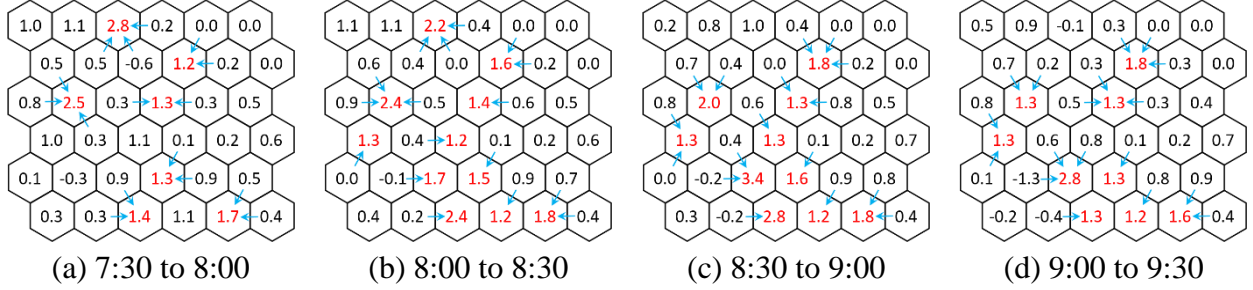 1.0 1.1 2.8 0.2 0.0 0.0
0.5 0.5 -0.6 1.2 0.2 0.0
0.8 2.5 0.3 1.3 0.3 0.5
1.0 0.3 1.1 0.1 0.2 0.6
0.1 -0.3 0.9 1.3 0.9 0.5
0.3 0.3 1.4 1.1 1.7 0.4
(a) 7:30 to 8:00
1.1 1.1 2.2 0.4 0.0 0.0
0.6 0.4 0.0 1.6 0.2 0.0
0.9 2.4 0.5 1.4 0.6 0.5
1.3 0.4 1.2 0.1 0.2 0.6
0.0 -0.1 1.7 1.5 0.9 0.7
0.4 0.2 2.4 1.2 1.8 0.4
(b) 8:00 to 8:30
0.2 0.8 1.0 0.4 0.0 0.0
0.7 0.4 0.0 1.8 0.2 0.0
0.8 2.0 0.6 1.3 0.8 0.5
1.3 0.4 1.3 0.1 0.2 0.7
0.0 -0.2 3.4 1.6 0.9 0.8
0.3 -0.2 2.8 1.2 1.8 0.4
(c) 8:30 to 9:00
0.5 0.9 -0.1 0.3 0.0 0.0
0.7 0.2 0.3 1.8 0.3 0.0
0.8 1.3 0.5 1.3 0.3 0.4
1.3 0.6 0.8 0.1 0.2 0.7
0.1 -1.3 2.8 1.3 0.8 0.9
-0.2 -0.4 1.3 1.2 1.6 0.4
(d) 9:00 to 9:30